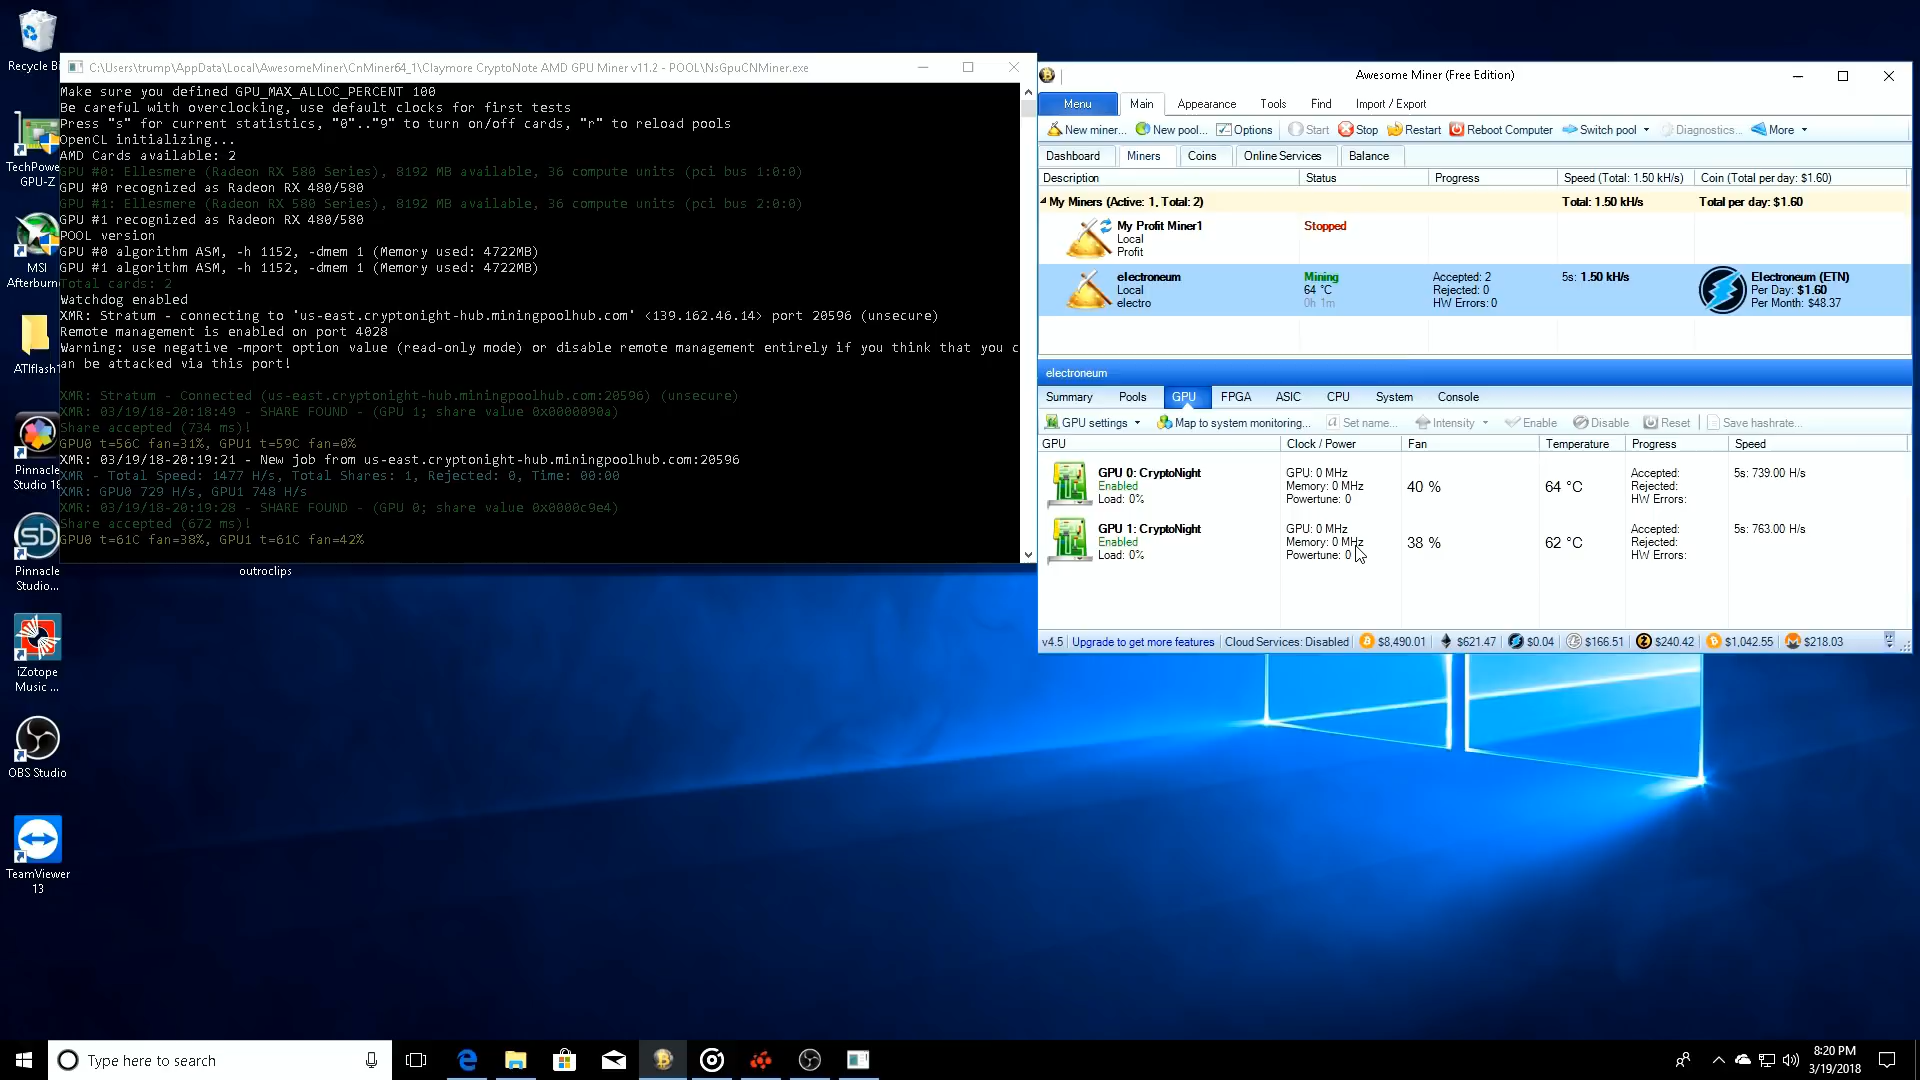 Recycle Bi
TechPowe
GPU-Z
MSI
Afterburn
ATIflash
Pinnacle
Studio 18
Pinnacle
Studio...
iZotope
Music ...
OBS Studio
TeamViewer
13
outroclips
C:\Users\trump\AppData\Local\AwesomeMiner\CnMiner64_1\Claymore CryptoNote AMD GPU Miner v11.2 - POOL\NsGpuCNMiner.exe
Make sure you defined GPU_MAX_ALLOC_PERCENT 100
Be careful with overclocking, use default clocks for first tests
Press "s" for current statistics, "0".."9" to turn on/off cards, "r" to reload pools
OpenCL initializing...
AMD Cards available: 2
GPU #0: Ellesmere (Radeon RX 580 Series), 8192 MB available, 36 compute units (pci bus 1:0:0)
GPU #0 recognized as Radeon RX 480/580
GPU #1: Ellesmere (Radeon RX 580 Series), 8192 MB available, 36 compute units (pci bus 2:0:0)
GPU #1 recognized as Radeon RX 480/580
POOL version
GPU #0 algorithm ASM, -h 1152, -dmem 1 (Memory used: 4722MB)
GPU #1 algorithm ASM, -h 1152, -dmem 1 (Memory used: 4722MB)
Total cards: 2
Watchdog enabled
XMR: Stratum - connecting to 'us-east.cryptonight-hub.miningpoolhub.com' <139.162.46.14> port 20596 (unsecure)
Remote management is enabled on port 4028
Warning: use negative -mport option value (read-only mode) or disable remote management entirely if you think that you c
an be attacked via this port!
XMR: Stratum - Connected (us-east.cryptonight-hub.miningpoolhub.com:20596) (unsecure)
XMR: 03/19/18-20:18:49 - SHARE FOUND - (GPU 1; share value 0x0000090a)
Share accepted (734 ms)!
GPU0 t=56C fan=31%, GPU1 t=59C fan=0%
XMR: 03/19/18-20:19:21 - New job from us-east.cryptonight-hub.miningpoolhub.com:20596
XMR - Total Speed: 1477 H/s, Total Shares: 1, Rejected: 0, Time: 00:00
XMR: GPU0 729 H/s, GPU1 748 H/s
XMR: 03/19/18-20:19:28 - SHARE FOUND - (GPU 0; share value 0x0000c9e4)
Share accepted (672 ms)!
GPU0 t=61C fan=38%, GPU1 t=61C fan=42%
Awesome Miner (Free Edition)
Menu Main Appearance Tools Find Import / Export
New miner... New pool... Options Start Stop Restart Reboot Computer Switch pool Diagnostics... More
Dashboard Miners Coins Online Services Balance
Description Status Progress Speed (Total: 1.50 kH/s) Coin (Total per day: $1.60)
My Miners (Active: 1, Total: 2) Total: 1.50 kH/s Total per day: $1.60
My Profit Miner1 Stopped
Local
Profit
electroneum Mining Accepted: 2 5s: 1.50 kH/s Electroneum (ETN)
Local 64 °C Rejected: 0 Per Day: $1.60
electro 0h 1m HW Errors: 0 Per Month: $48.37
electroneum
Summary Pools GPU FPGA ASIC CPU System Console
GPU settings Map to system monitoring... a Set name... Intensity Enable Disable Reset Save hashrate...
GPU Clock / Power Fan Temperature Progress Speed
GPU 0: CryptoNight GPU: 0 MHz Accepted: 5s: 739.00 H/s
Enabled Memory: 0 MHz 40 % 64 °C Rejected:
Load: 0% Powertune: 0 HW Errors:
GPU 1: CryptoNight GPU: 0 MHz Accepted: 5s: 763.00 H/s
Enabled Memory: 0 MHz 38 % 62 °C Rejected:
Load: 0% Powertune: 0 HW Errors:
v4.5 Upgrade to get more features Cloud Services: Disabled $8,490.01 $621.47 $0.04 $166.51 $240.42 $1,042.55 $218.03
Type here to search
8:20 PM
3/19/2018